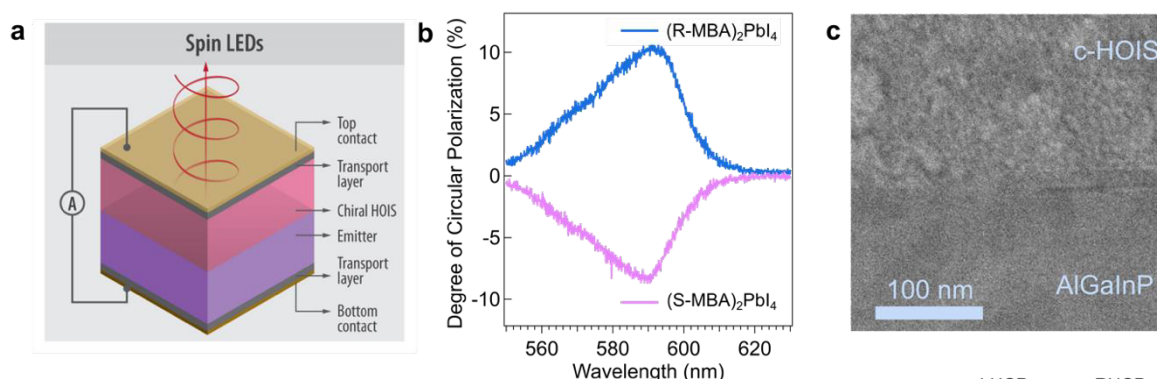 a
Spin LEDs
A
Top
contact
Transport
layer
Chiral HOIS
Emitter
Transport
layer
Bottom
contact
b
Degree of Circular Polarization (%)
10
5
0
-5
-10
(R-MBA)₂PbI₄
(S-MBA)₂PbI₄
560
580
600
620
Wavelength (nm)
c
c-HOIS
AlGaInP
100 nm